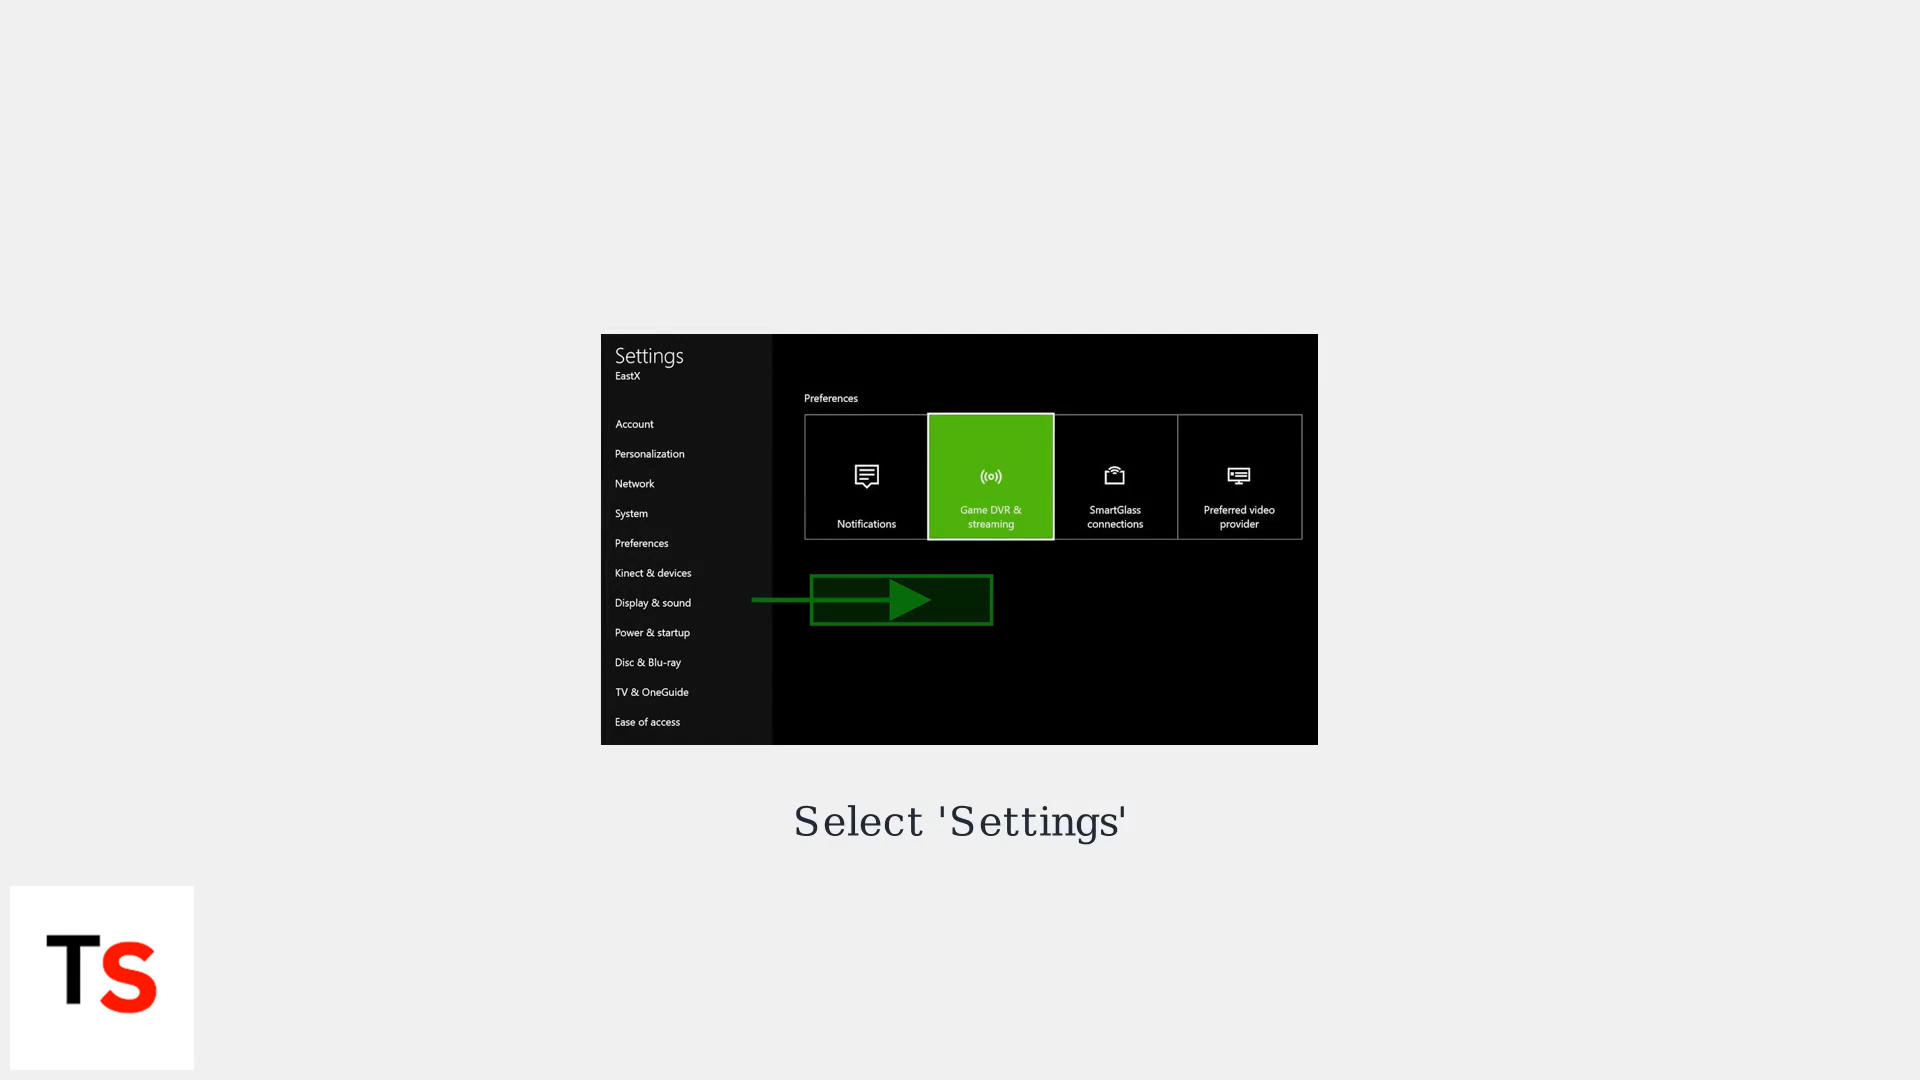 Settings
EastX
Account
Personalization
Network
System
Preferences
Kinect & devices
Display & sound
Power & startup
Disc & Blu-ray
TV & OneGuide
Ease of access
Preferences
Notifications
Game DVR &
streaming
SmartGlass
connections
Preferred video
provider
Select 'Settings'
TS